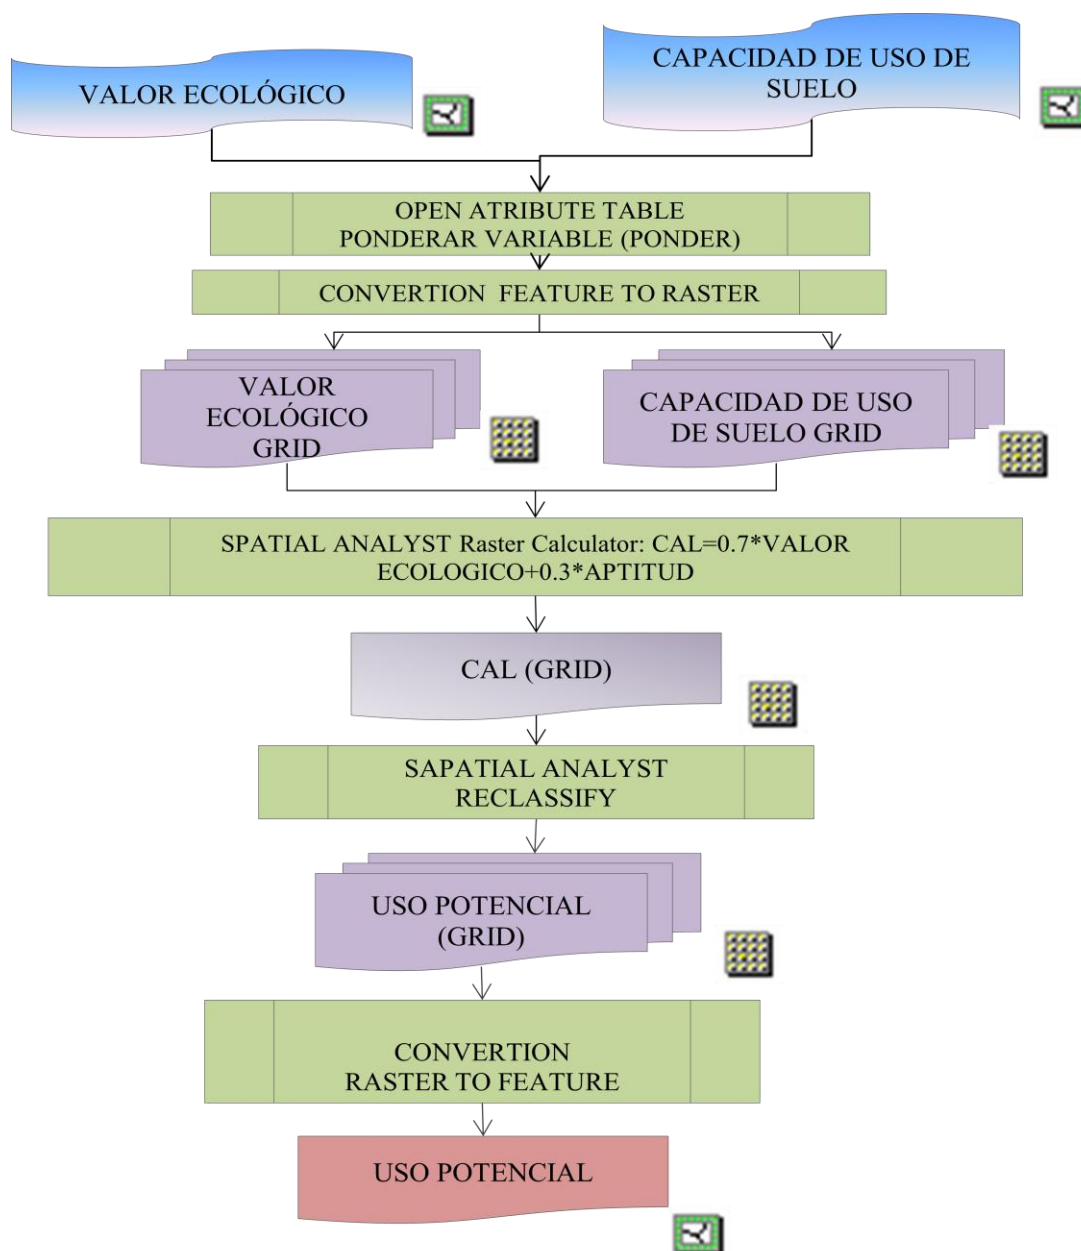 VALOR ECOLÓGICO
CAPACIDAD DE USO DE
SUELO
OPEN ATRIBUTE TABLE
PONDERAR VARIABLE (PONDER)
CONVERTION FEATURE TO RASTER
VALOR
ECOLÓGICO
GRID
CAPACIDAD DE USO
DE SUELO GRID
SPATIAL ANALYST Raster Calculator: CAL=0.7*VALOR
ECOLOGICO+0.3*APTITUD
CAL (GRID)
SAPATIAL ANALYST
RECLASSIFY
USO POTENCIAL
(GRID)
CONVERTION
RASTER TO FEATURE
USO POTENCIAL